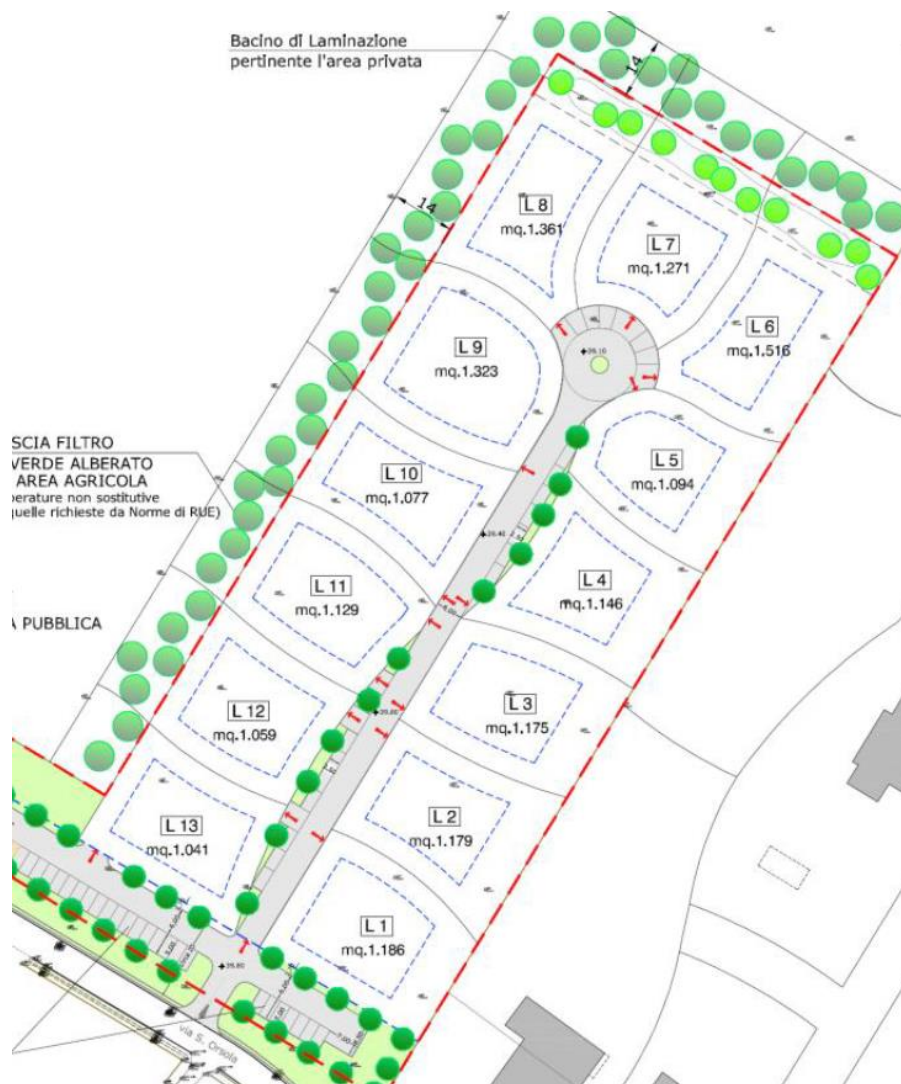 Bacino di Laminazione
pertinente l'area privata
14
14
L 8
mq.1.361
L 7
mq.1.271
L 6
mq.1.516
L 9
mq.1.323
L 5
mq.1.094
SCIA FILTRO
VERDE ALBERATO
AREA AGRICOLA
perature non sostitutive
quelle richieste da Norme di RUE)
L 10
mq.1.077
L 4
mq.1.146
L 11
mq.1.129
A PUBBLICA
L 3
mq.1.175
L 12
mq.1.059
L 2
mq.1.179
L 13
mq.1.041
L 1
mq.1.186
via S. Orsola